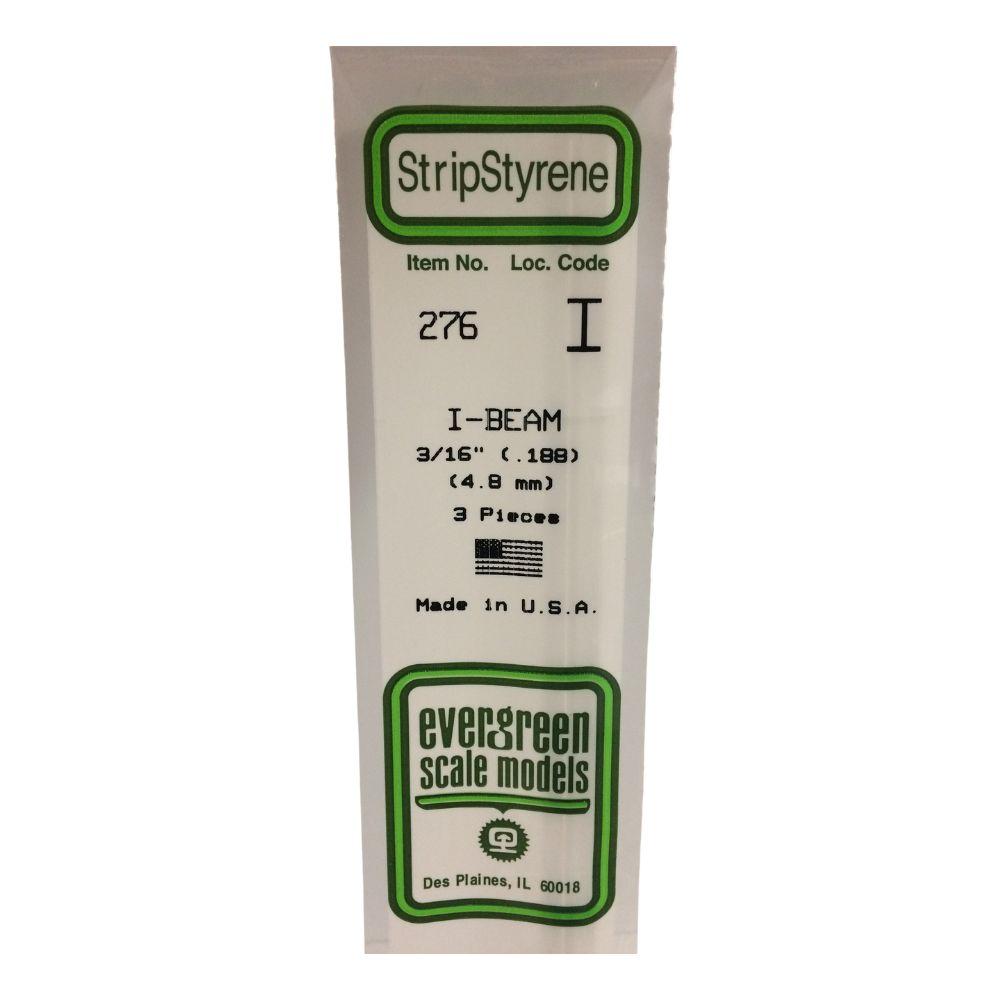 StripStyrene
Item No. Loc. Code
276 I
I-BEAM
3/16" (.188)
(4.8 mm)
3 Pieces
Made in U.S.A.
evergreen
scale models
Des Plaines, IL 60018